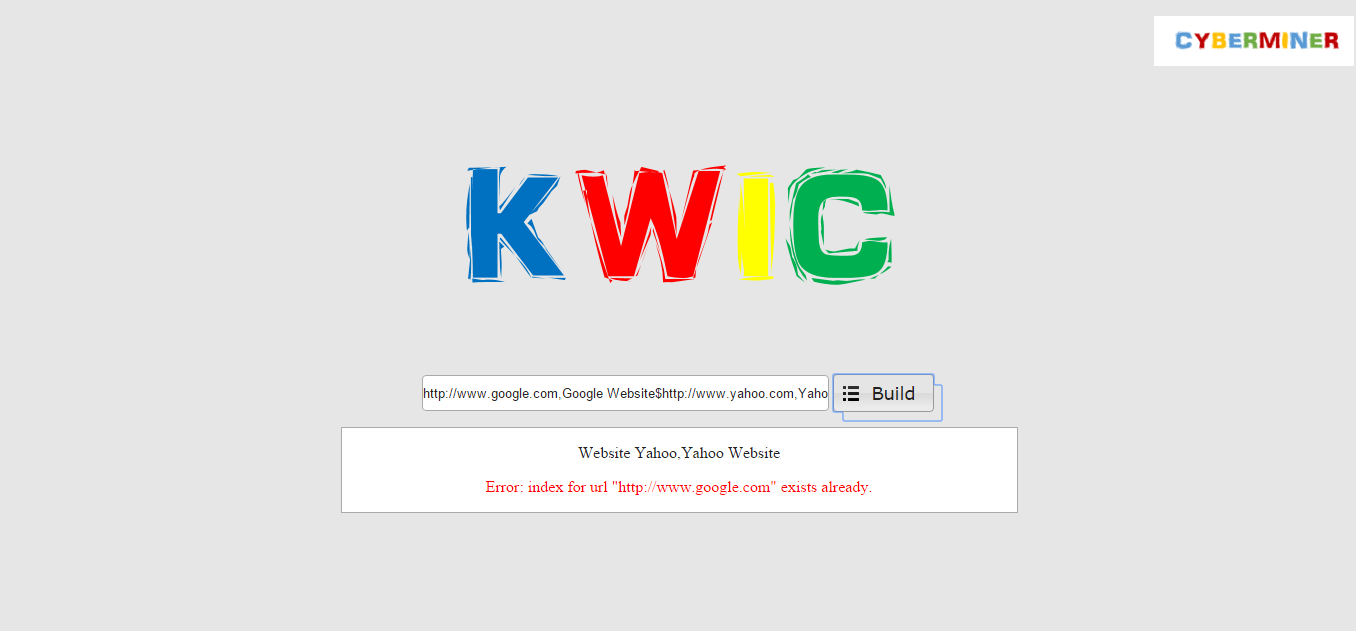 CYBERMINER
KWIC
http://www.google.com,Google Website$http://www.yahoo.com,Yaho
Build
Website Yahoo,Yahoo Website
Error: index for url "http://www.google.com" exists already.